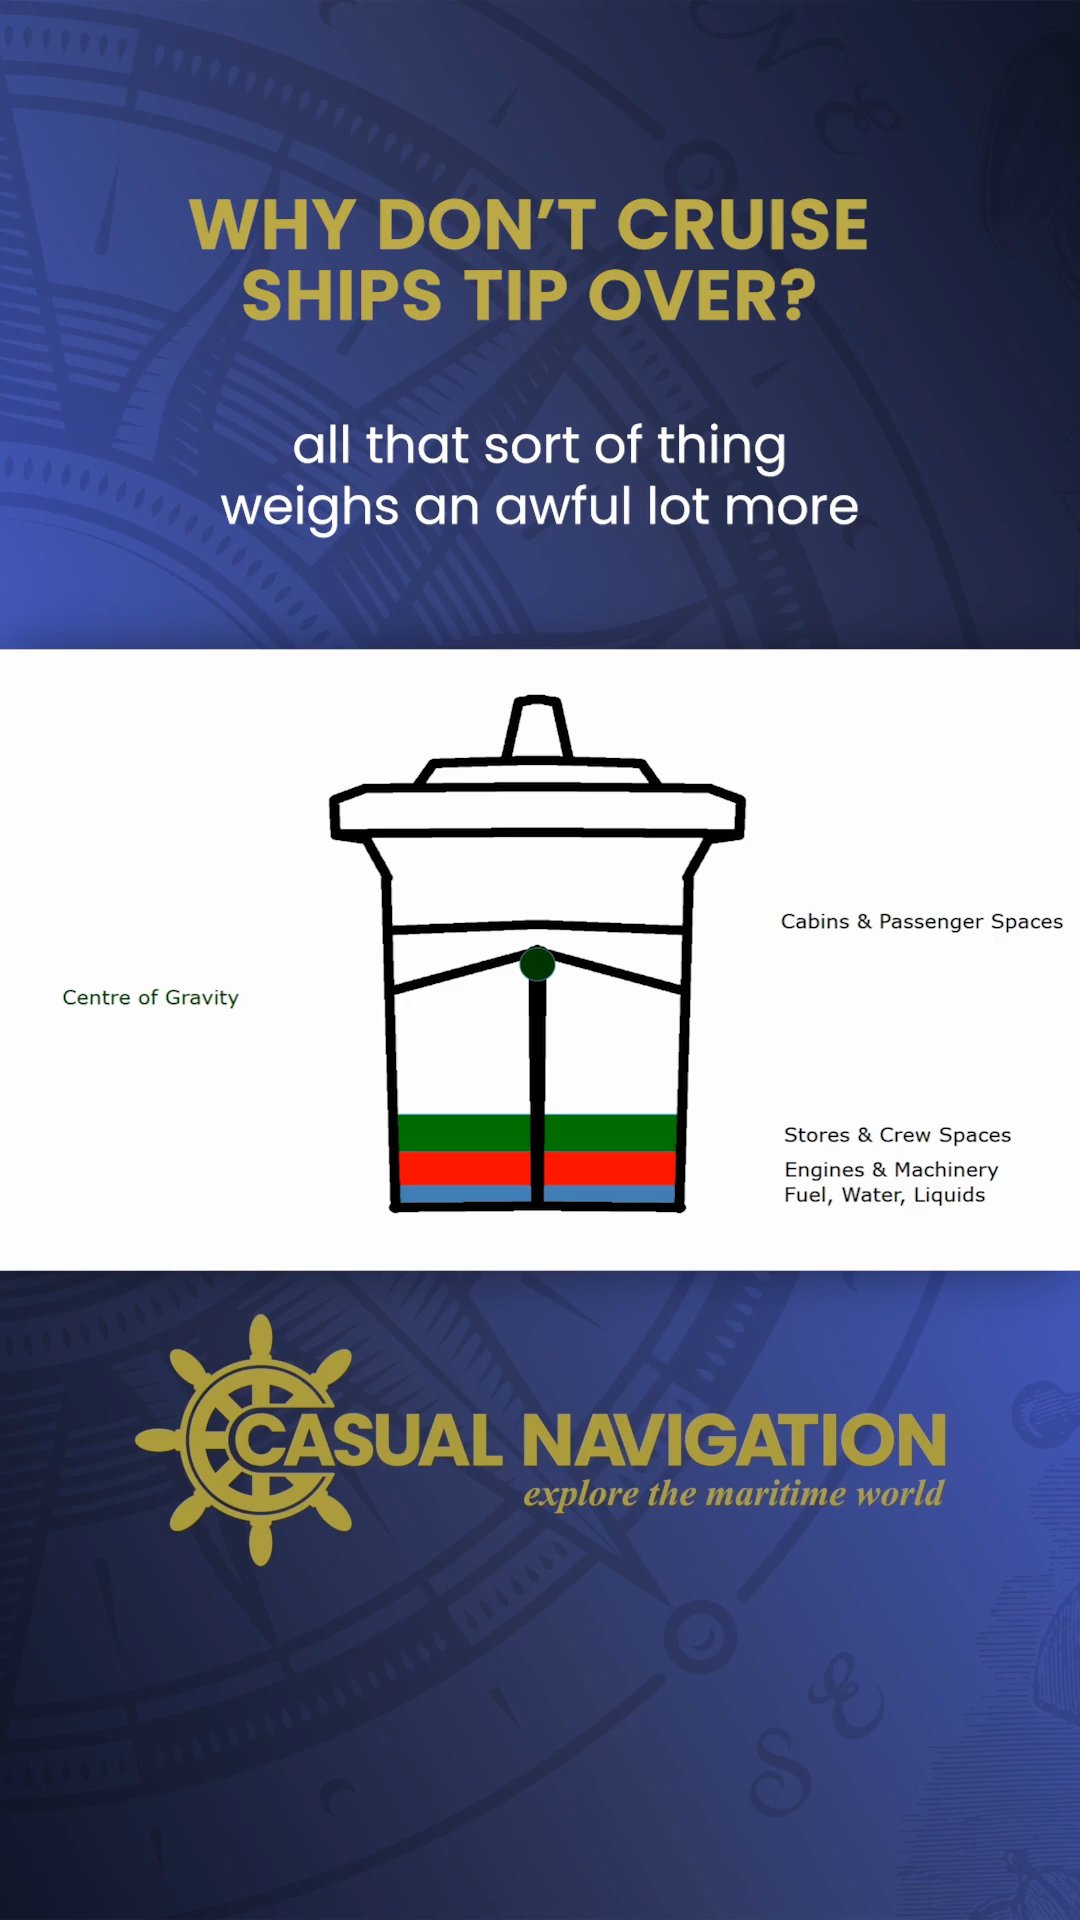 WHY DON’T CRUISE
SHIPS TIP OVER?
all that sort of thing
weighs an awful lot more
Cabins & Passenger Spaces
Centre of Gravity
Stores & Crew Spaces
Engines & Machinery
Fuel, Water, Liquids
CASUAL NAVIGATION
explore the maritime world
N E
S E